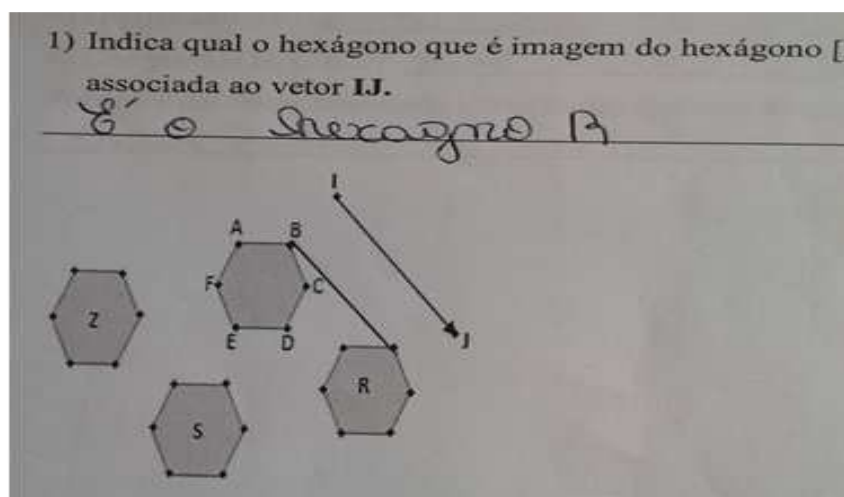 1) Indica qual o hexágono que é imagem do hexágono [
associada ao vetor IJ.
É o hexagno R
I
A B
F C
Z
E D J
R
S